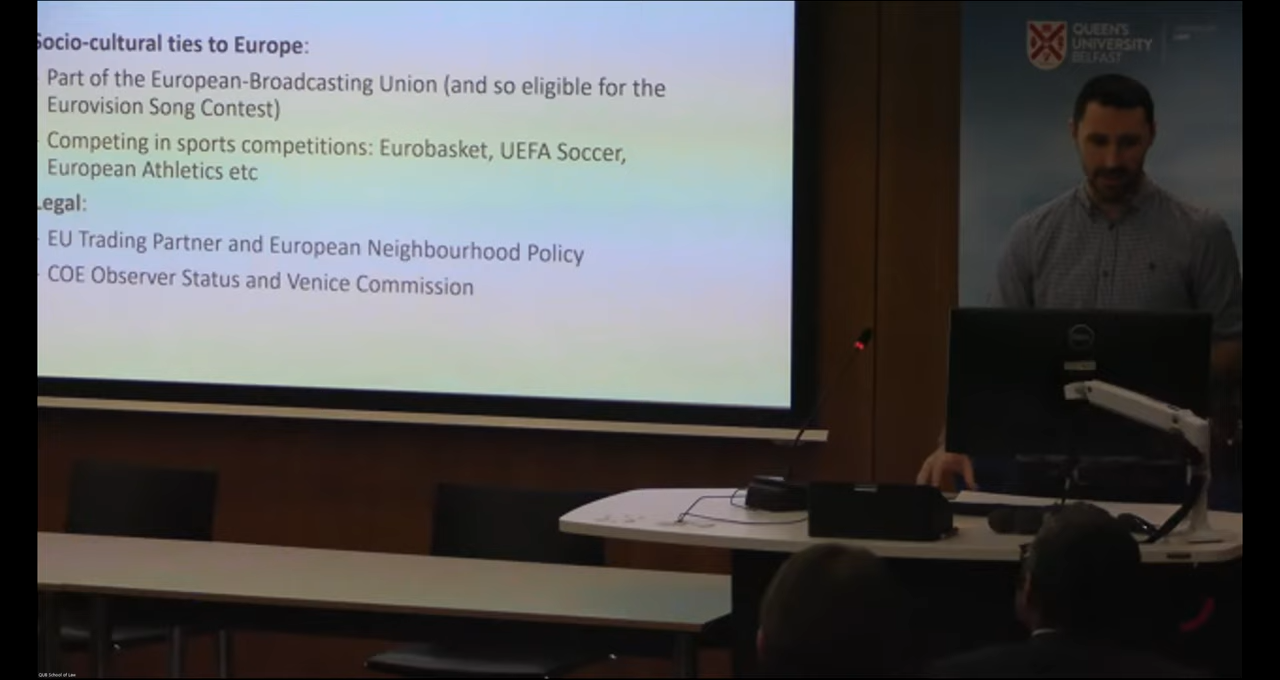 Socio-cultural ties to Europe:
Part of the European-Broadcasting Union (and so eligible for the
Eurovision Song Contest)
Competing in sports competitions: Eurobasket, UEFA Soccer,
European Athletics etc
Legal:
EU Trading Partner and European Neighbourhood Policy
COE Observer Status and Venice Commission
QUEEN'S
UNIVERSITY
BELFAST
QUB School of Law